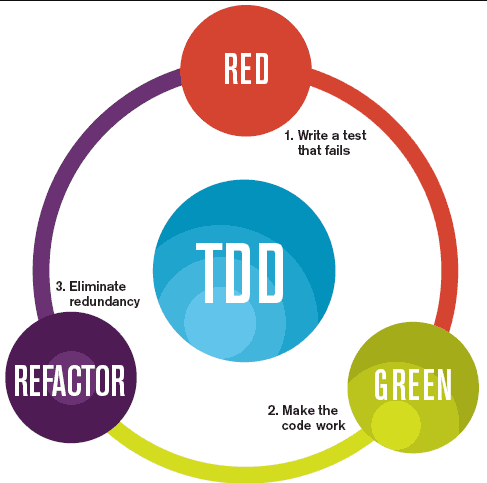 RED
1. Write a test
that fails
TDD
3. Eliminate
redundancy
REFACTOR
GREEN
2. Make the
code work